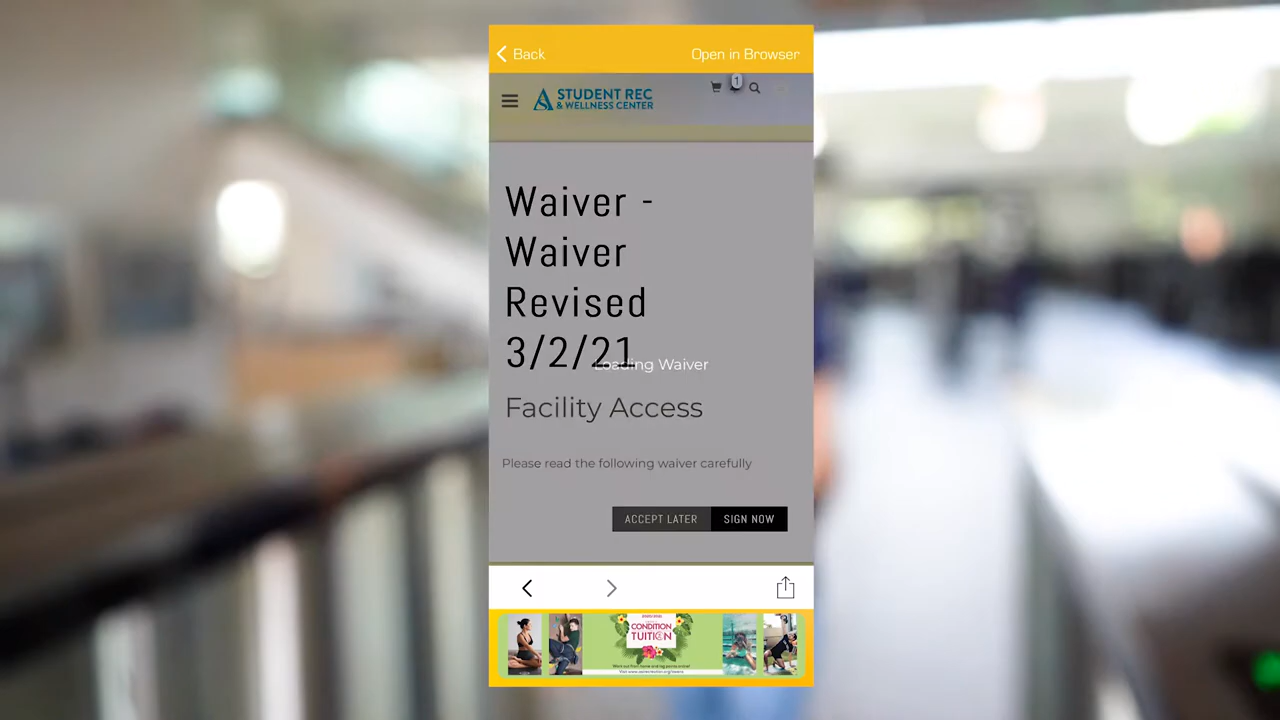 Back
Open in Browser
1
STUDENT REC
& WELLNESS CENTER
Waiver -
Waiver
Revised
3/2/21
Loading Waiver
Facility Access
Please read the following waiver carefully
ACCEPT LATER
SIGN NOW
CONDITION
TUITION